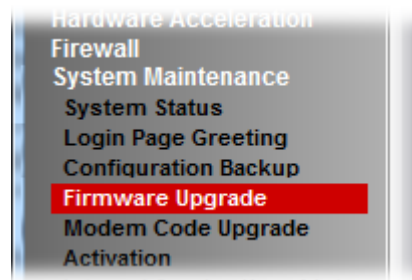 Hardware Acceleration
Firewall
System Maintenance
System Status
Login Page Greeting
Configuration Backup
Firmware Upgrade
Modem Code Upgrade
Activation